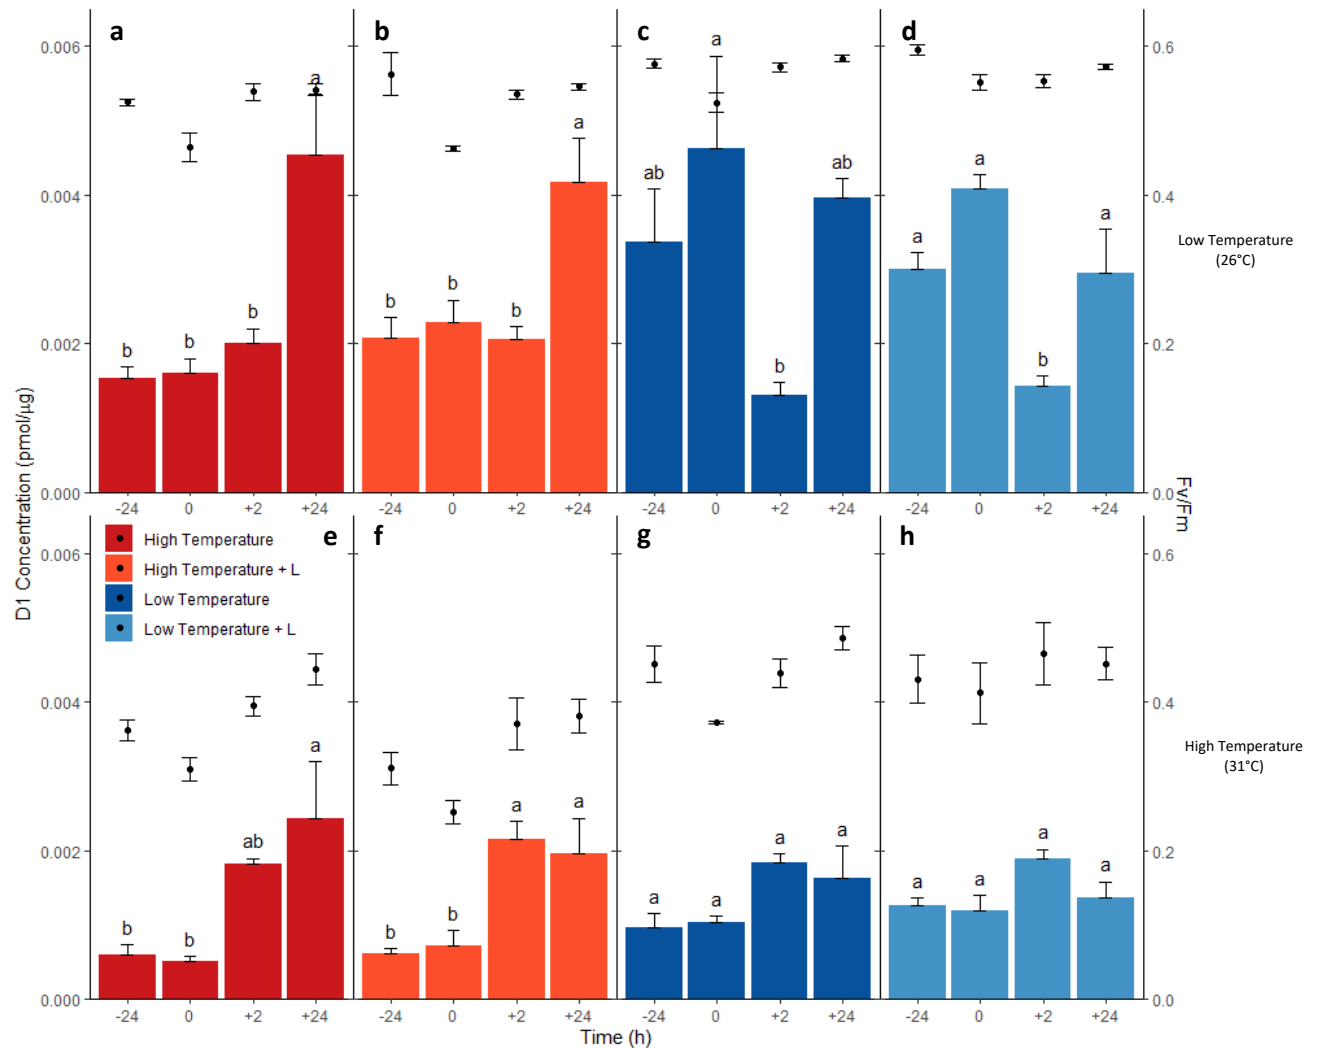 a b c d
0.006 0.6
a
a
a
a
ab ab
a
a
0.004 0.4
Low Temperature
(26°C)
a
b
b
b
b
b
b
0.002 0.2
b
b
0.000 0.0
-24 0 +2 +24 -24 0 +2 +24 -24 0 +2 +24 -24 0 +2 +24
D1 Concentration (pmol/µg)
Fv/Fm
e f g h
High Temperature
High Temperature + L
Low Temperature
Low Temperature + L
0.006 0.6
0.004 0.4
High Temperature
(31°C)
a
ab
a a
a a
a
0.002 0.2
b b
b b
a a
a a
a
0.000 0.0
-24 0 +2 +24 -24 0 +2 +24 -24 0 +2 +24 -24 0 +2 +24
Time (h)